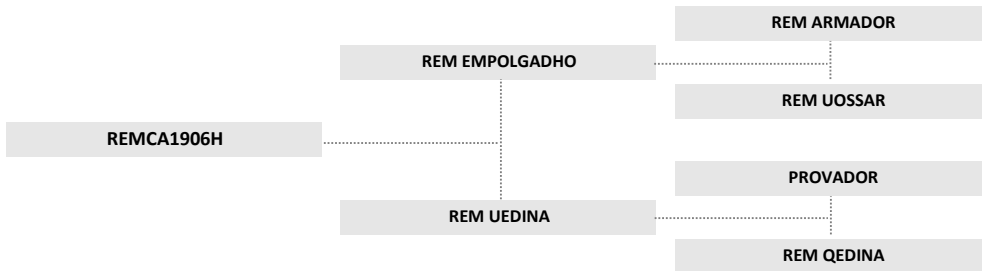 REM ARMADOR
REM EMPOLGADHO
REM UOSSAR
REMCA1906H
PROVADOR
REM UEDINA
REM QEDINA